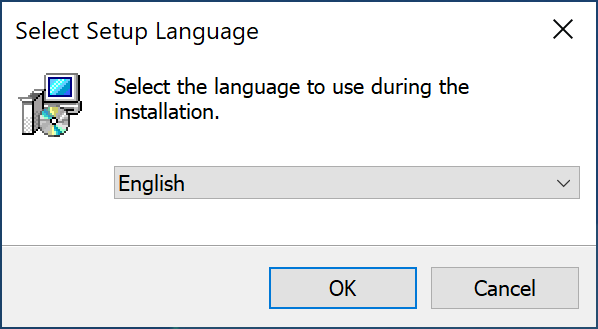 Select Setup Language
Select the language to use during the
installation.
English
OK
Cancel